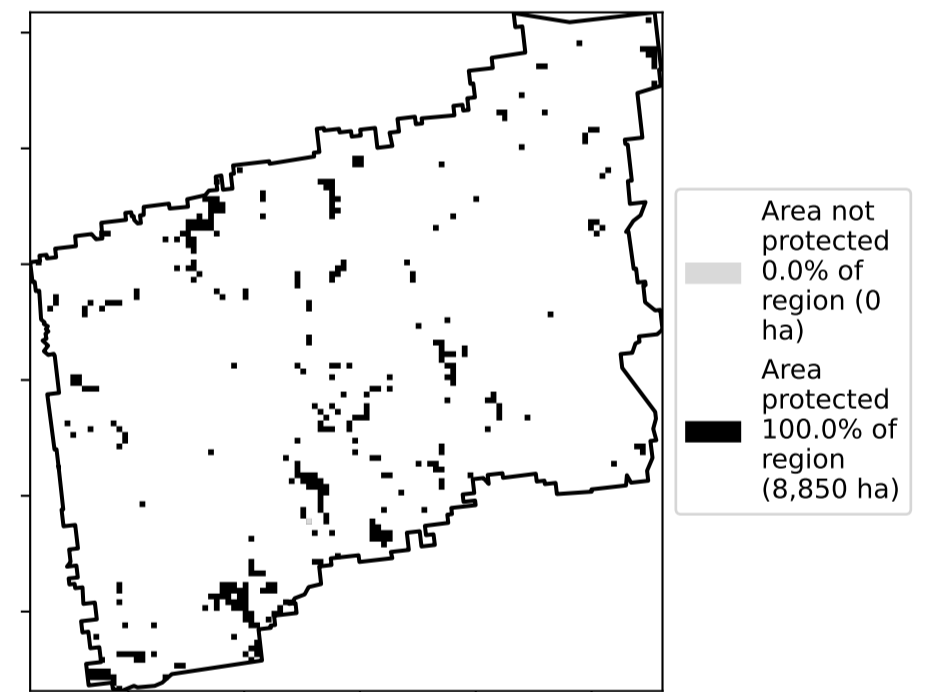 Area not
protected
0.0% of
region (0
ha)
Area
protected
100.0% of
region
(8,850 ha)